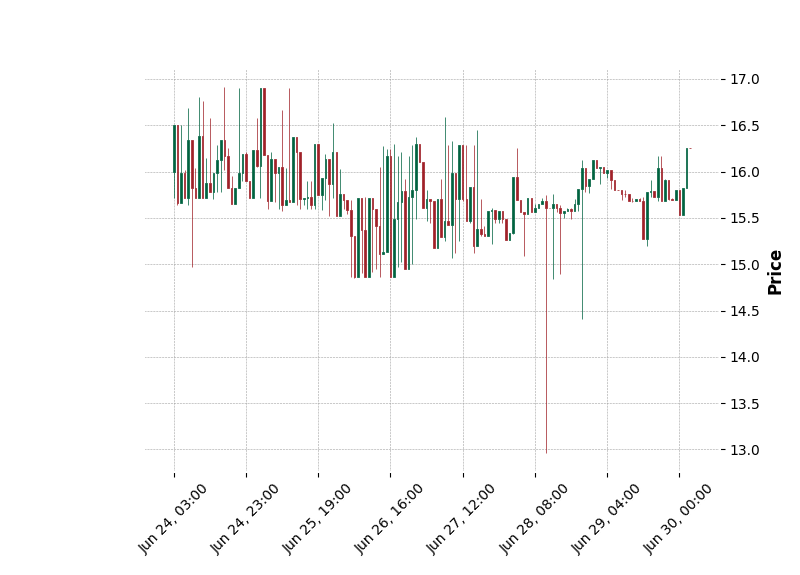 17.0
16.5
16.0
15.5
15.0
14.5
14.0
13.5
13.0
Price
Jun 24, 03:00
Jun 24, 23:00
Jun 25, 19:00
Jun 26, 16:00
Jun 27, 12:00
Jun 28, 08:00
Jun 29, 04:00
Jun 30, 00:00